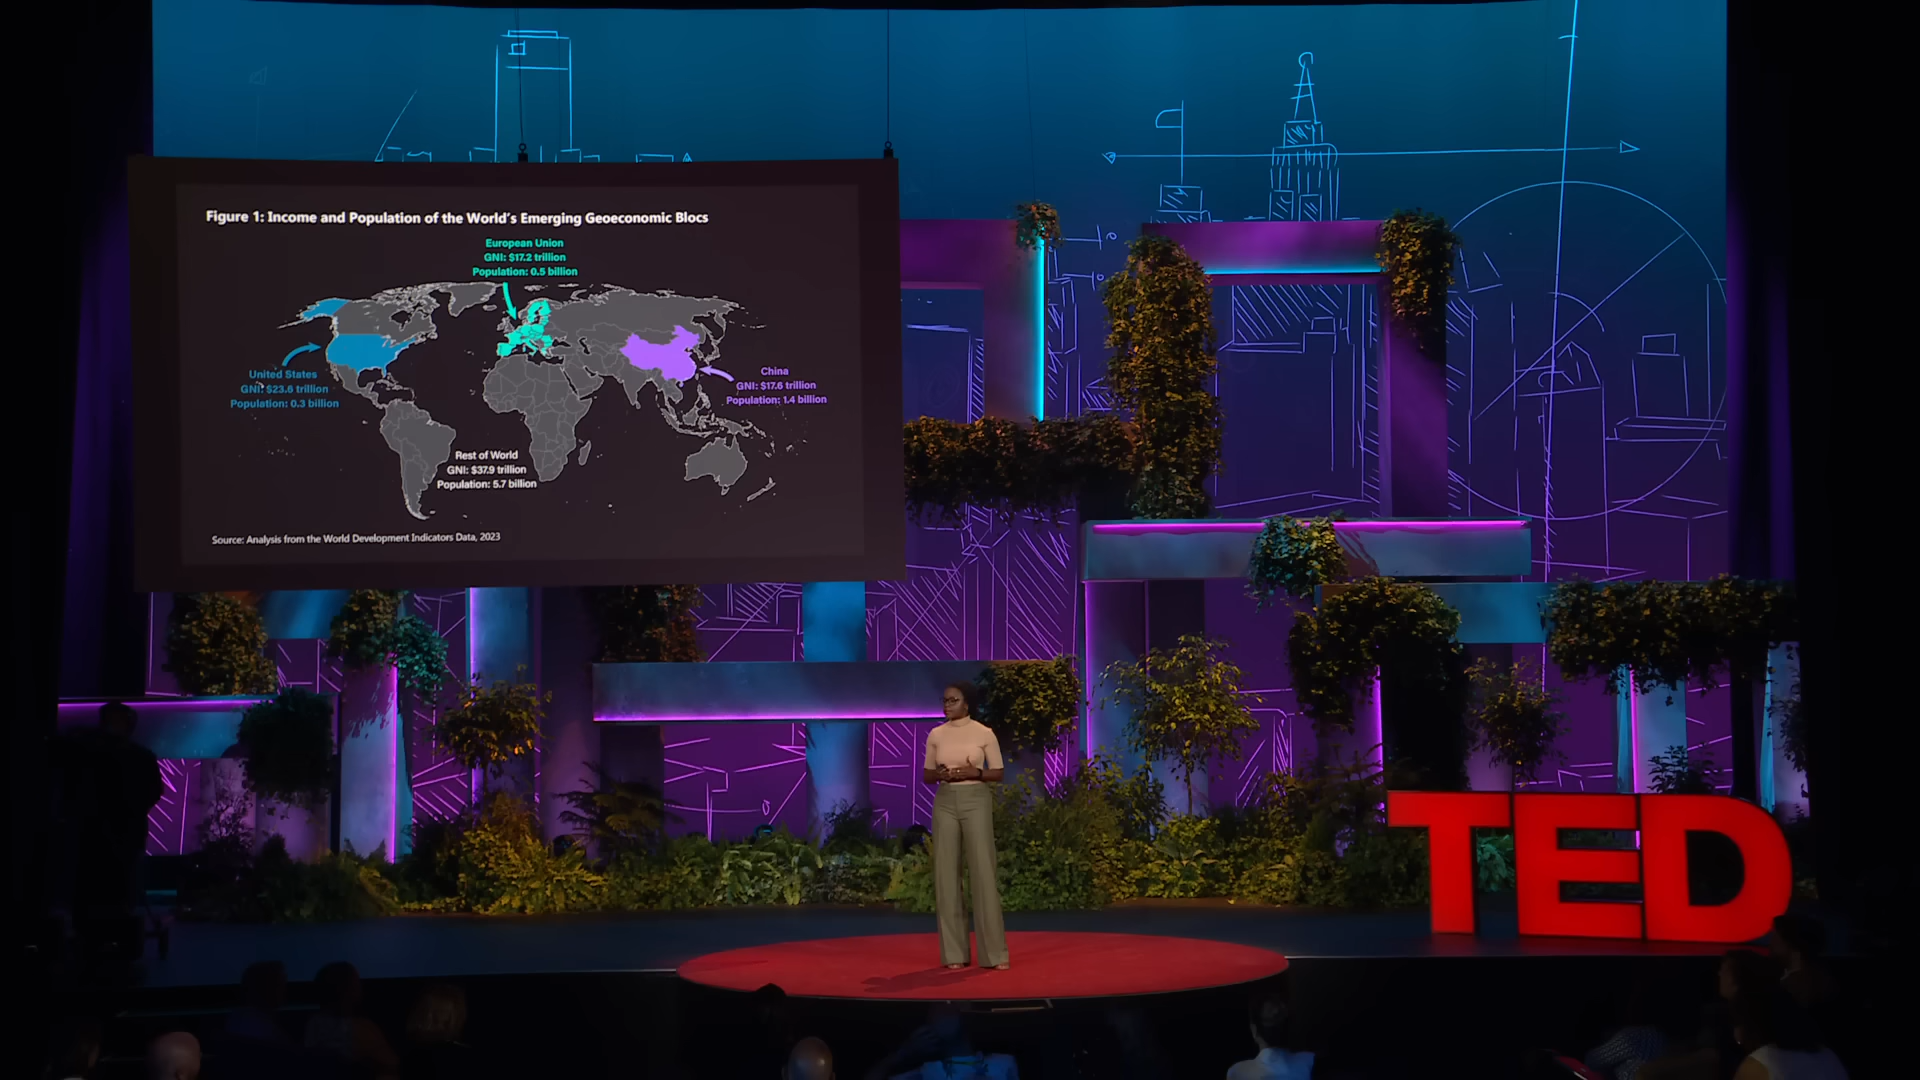 Figure 1: Income and Population of the World's Emerging Geoeconomic Blocs
European Union
GNI: $17.2 trillion
Population: 0.5 billion
United States
GNI: $23.6 trillion
Population: 0.3 billion
China
GNI: $17.6 trillion
Population: 1.4 billion
Rest of World
GNI: $37.9 trillion
Population: 5.7 billion
Source: Analysis from the World Development Indicators Data, 2023
TED